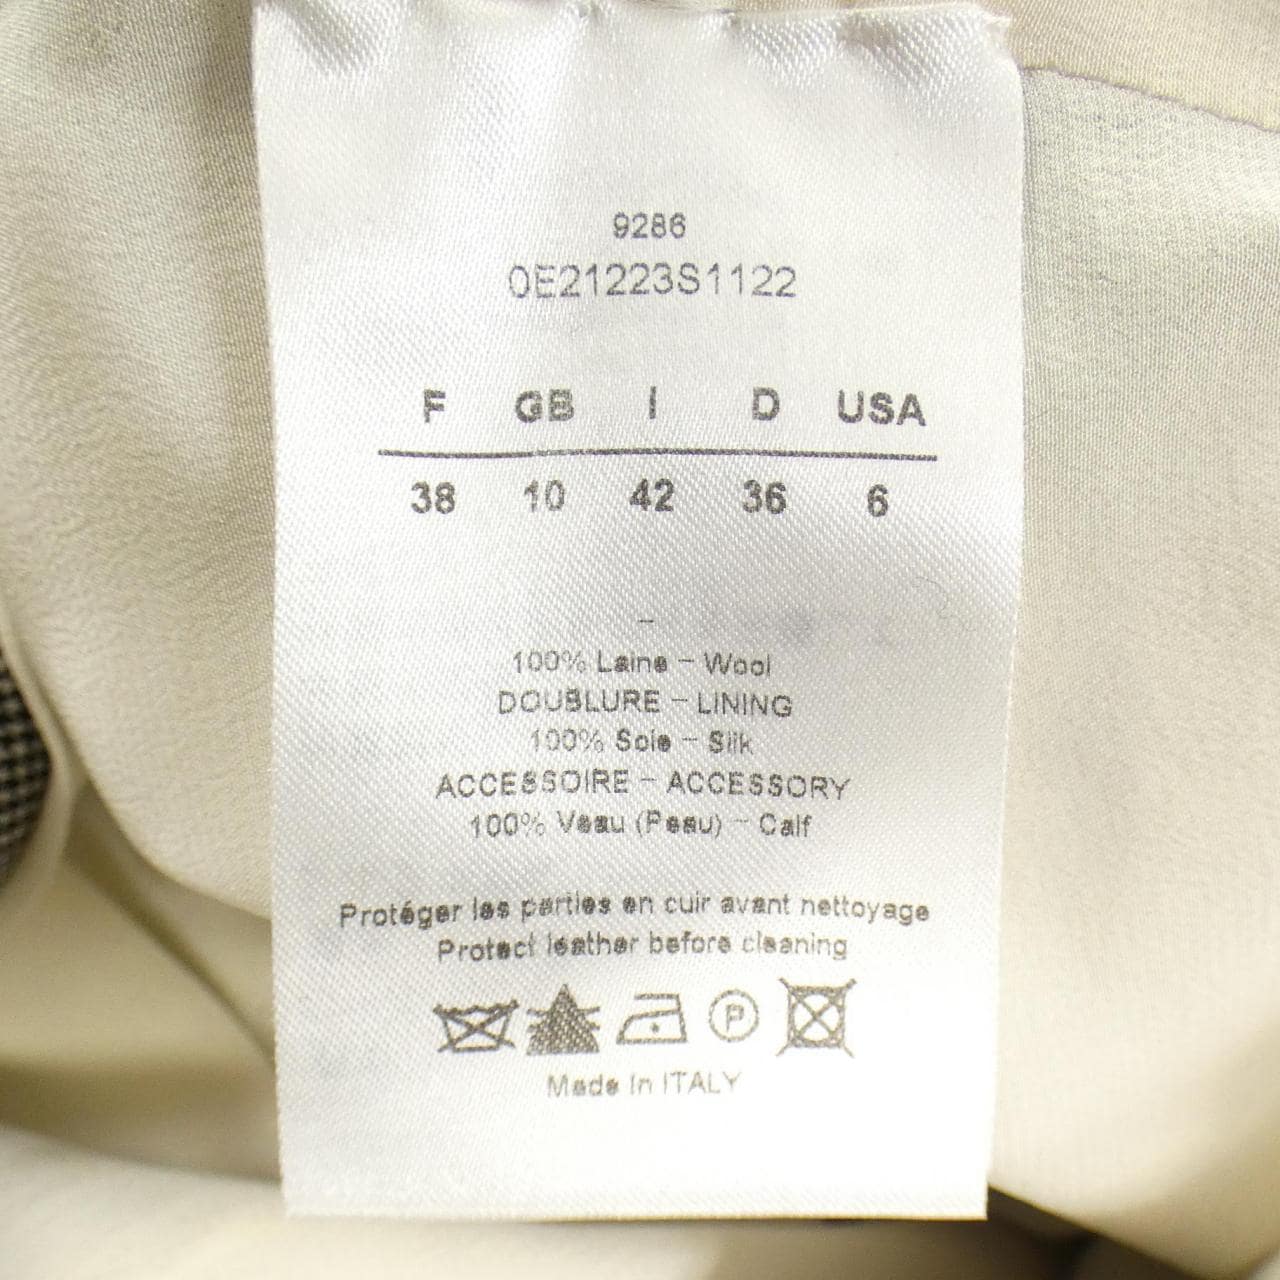 9286
0E21223S1122
F GB I D USA
38 10 42 36 6
–
100% Laine – Wool
DOUBLURE – LINING
100% Soie – Silk
ACCESSOIRE – ACCESSORY
100% Veau (Peau) – Calf
Protéger les parties en cuir avant nettoyage
Protect leather before cleaning
P
Made in ITALY